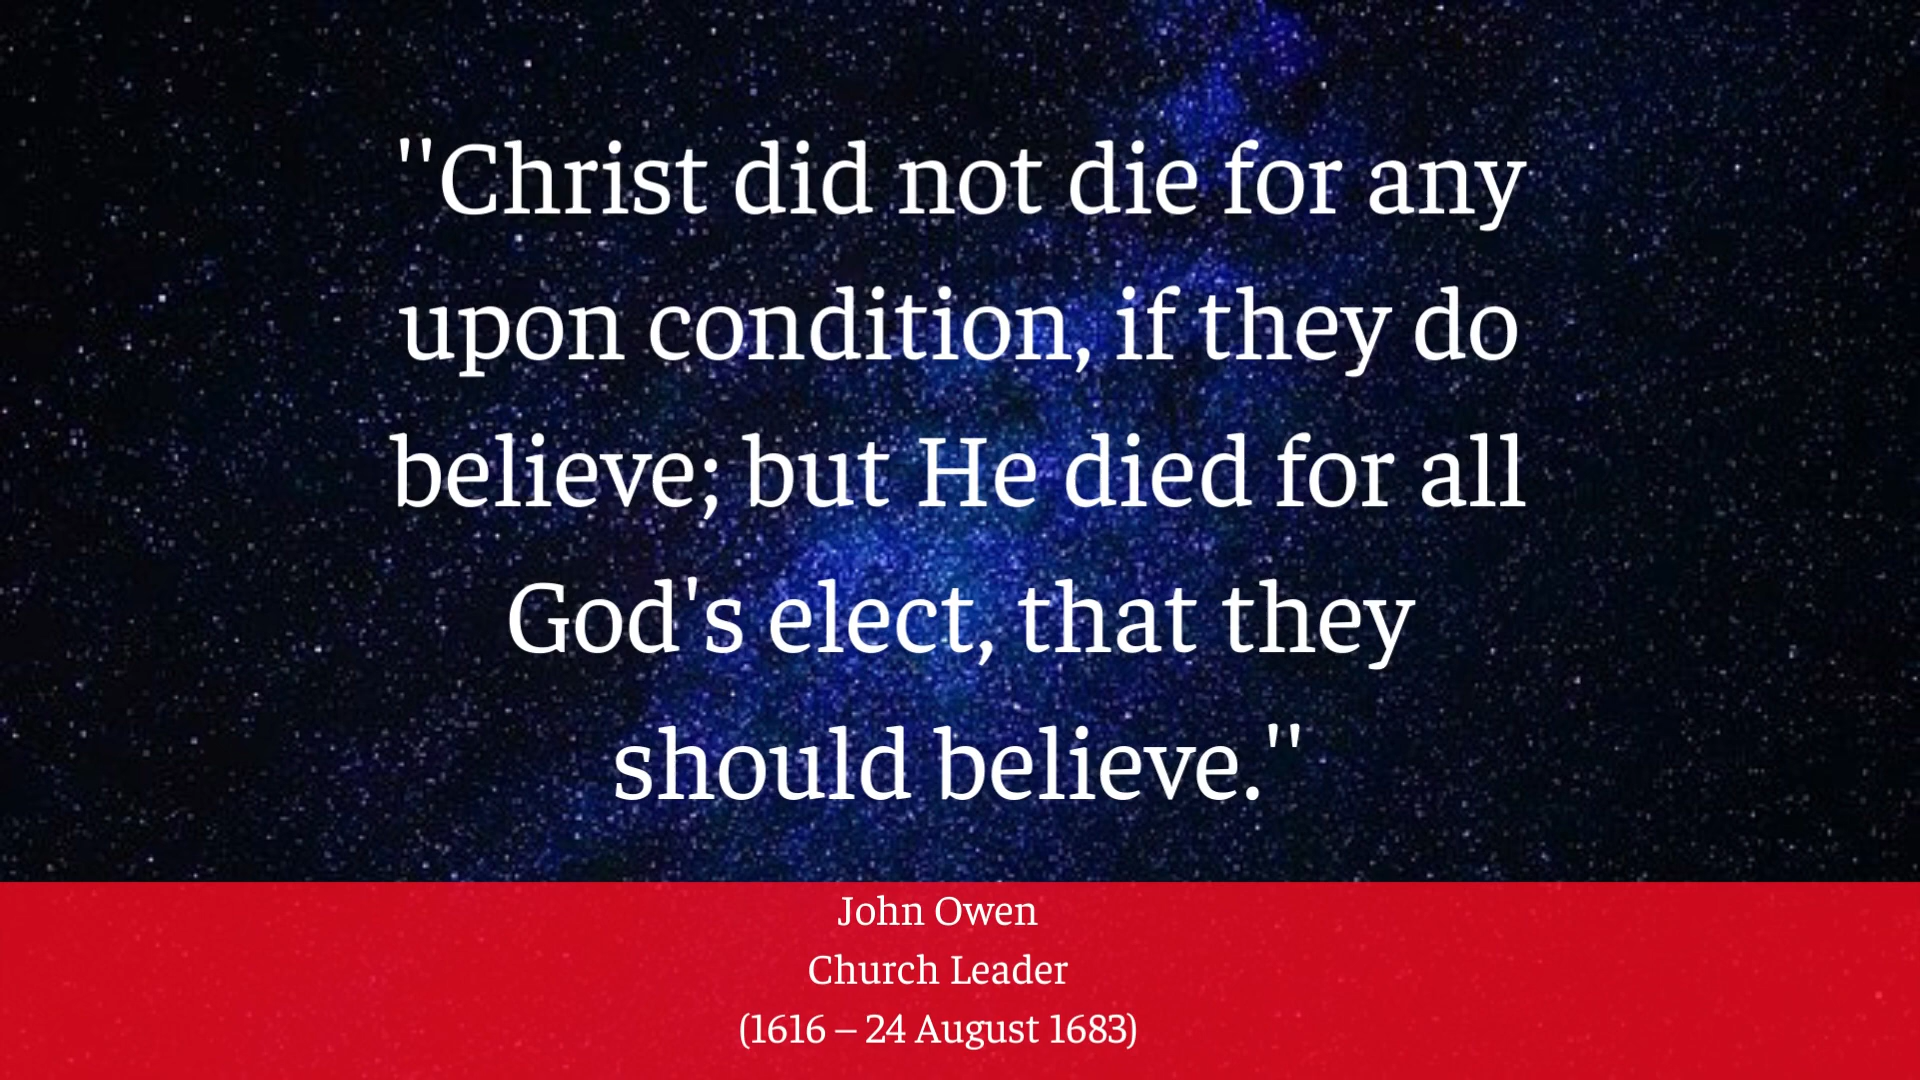 "Christ did not die for any
upon condition, if they do
believe; but He died for all
God's elect, that they
should believe."
John Owen
Church Leader
(1616 – 24 August 1683)